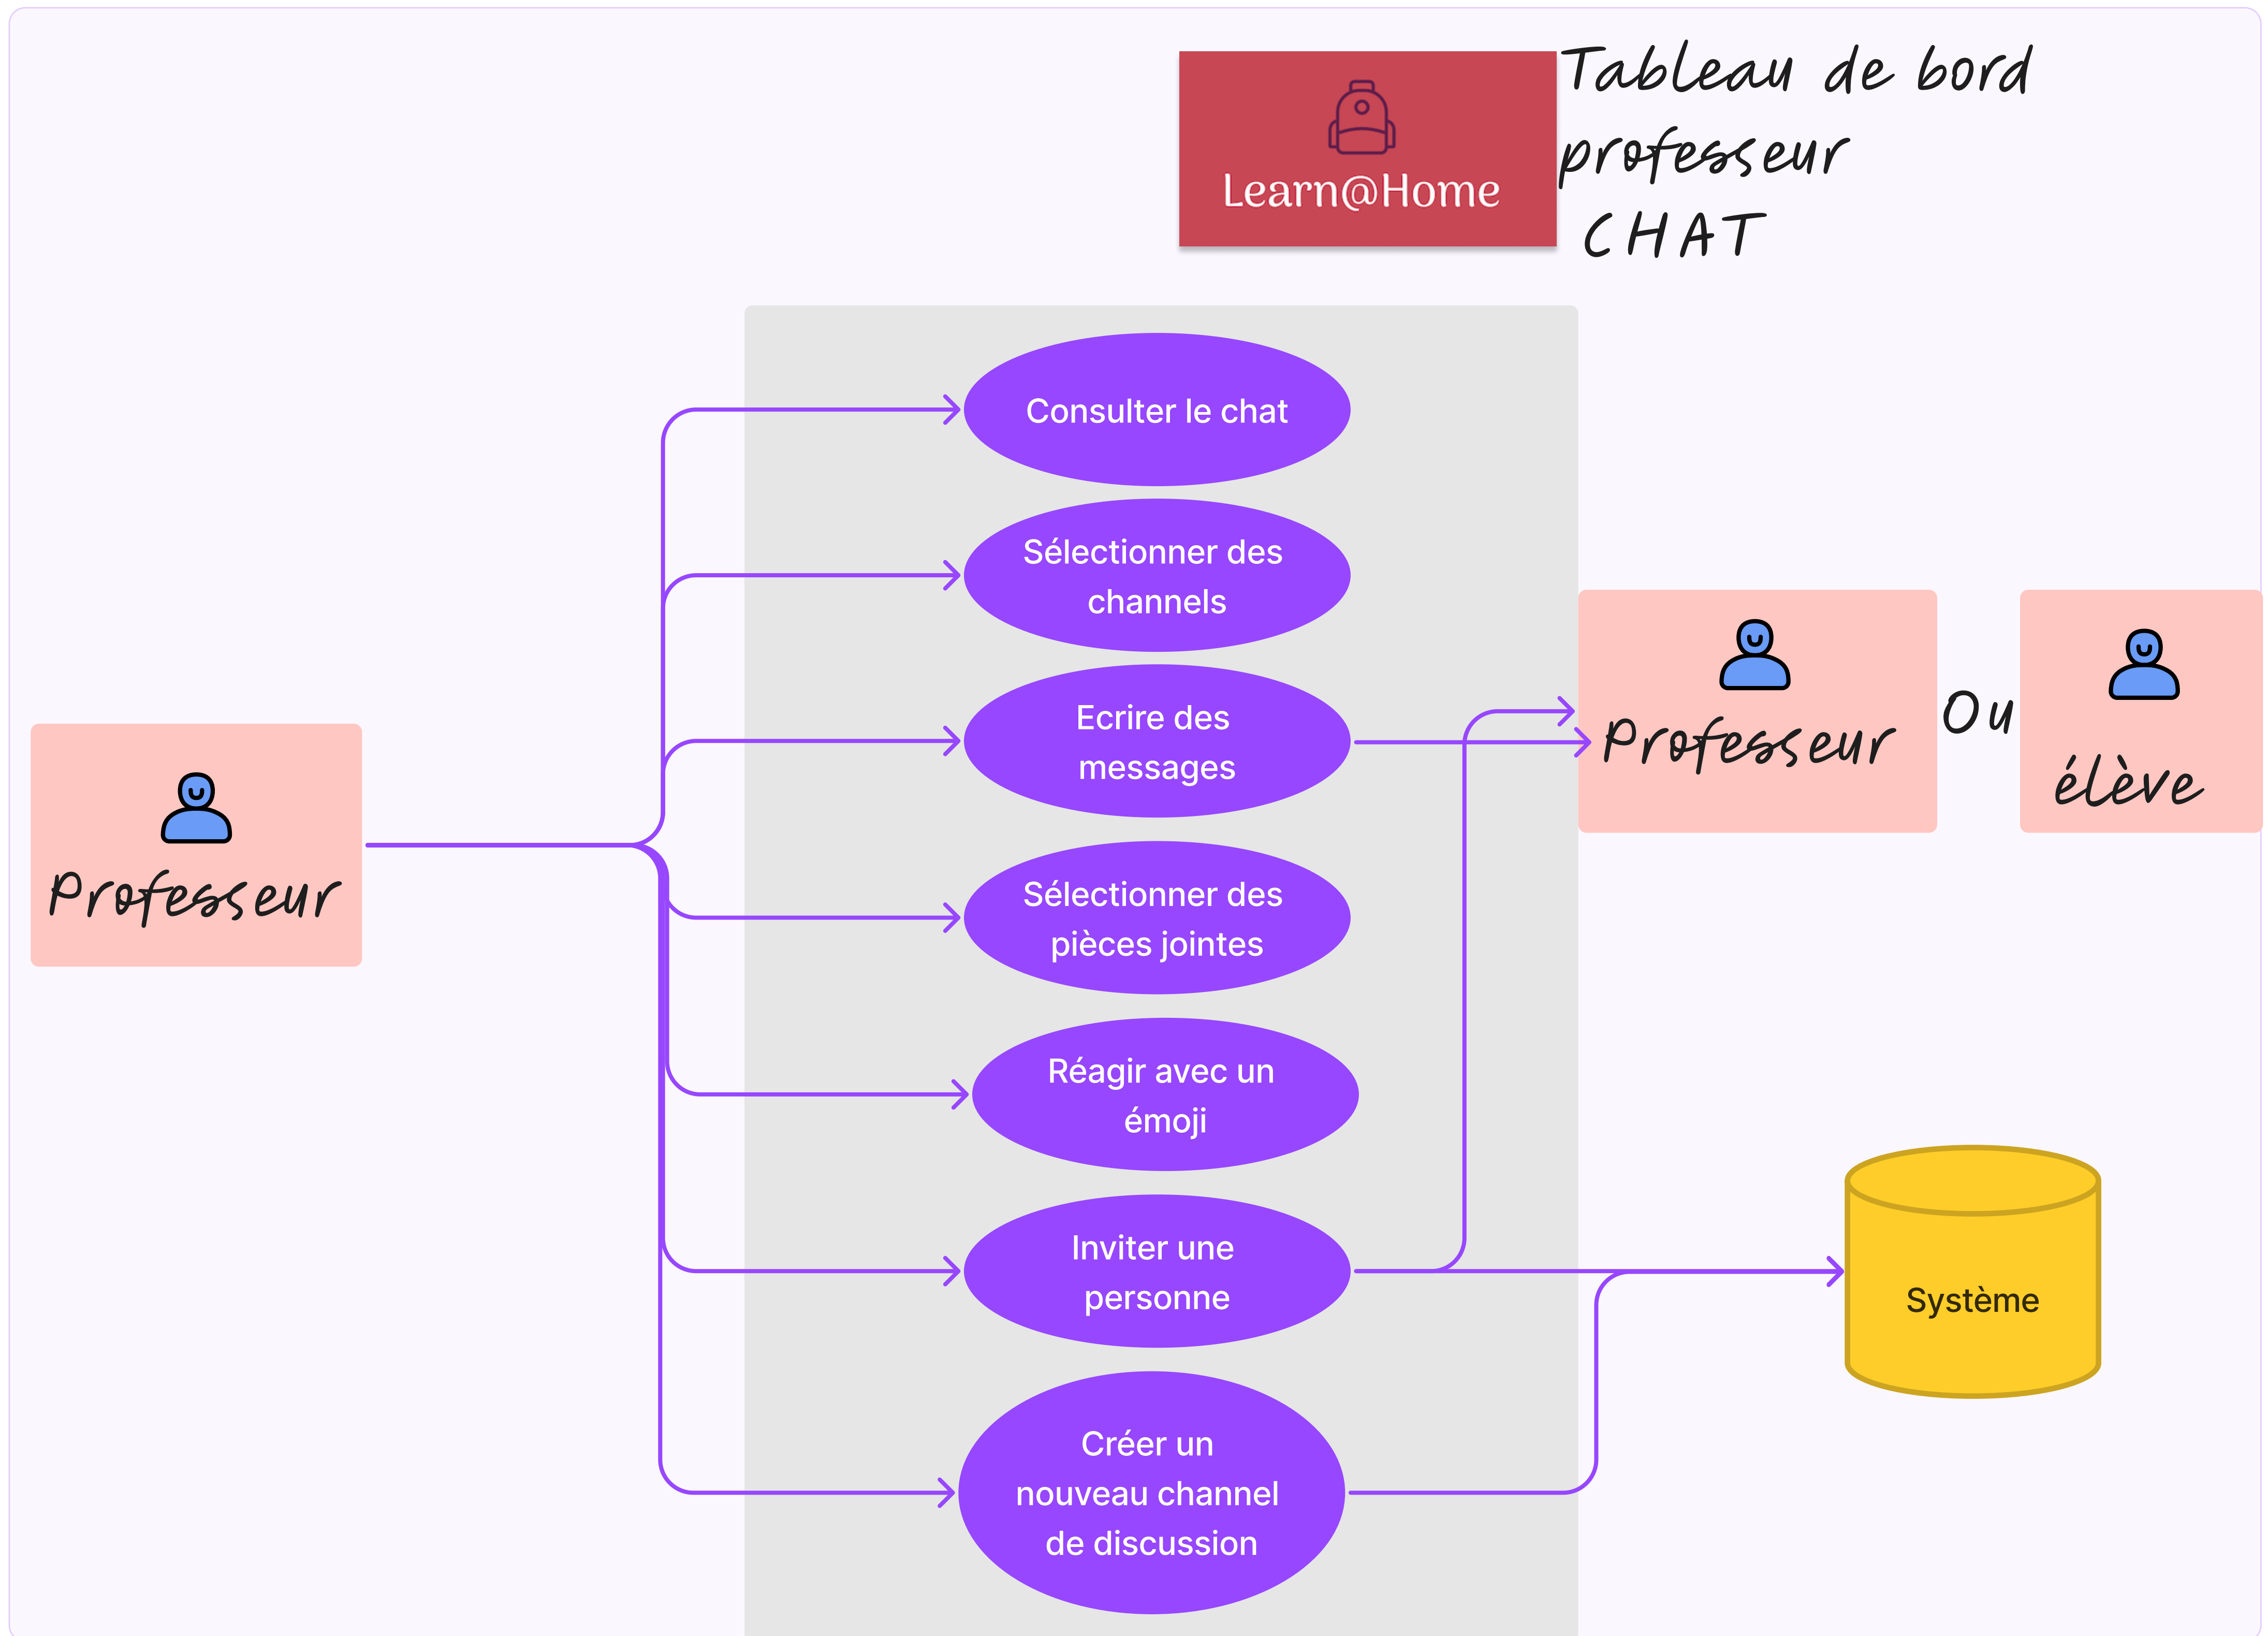 Tableau de bord
professeur
CHAT
Learn@Home
Consulter le chat
Sélectionner des
channels
Ecrire des
messages
Sélectionner des
pièces jointes
Réagir avec un
émoji
Inviter une
personne
Créer un
nouveau channel
de discussion
Professeur
Professeur
Ou
élève
Système